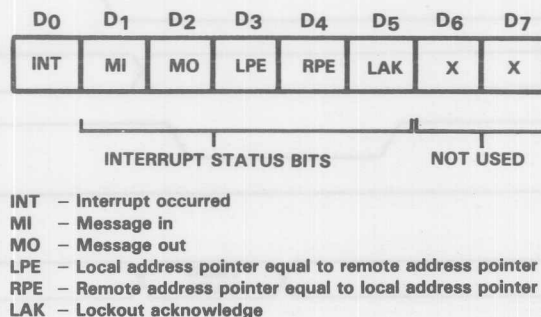 D0 D1 D2 D3 D4 D5 D6 D7
INT MI MO LPE RPE LAK X X
INTERRUPT STATUS BITS NOT USED
INT – Interrupt occurred
MI – Message in
MO – Message out
LPE – Local address pointer equal to remote address pointer
RPE – Remote address pointer equal to local address pointer
LAK – Lockout acknowledge